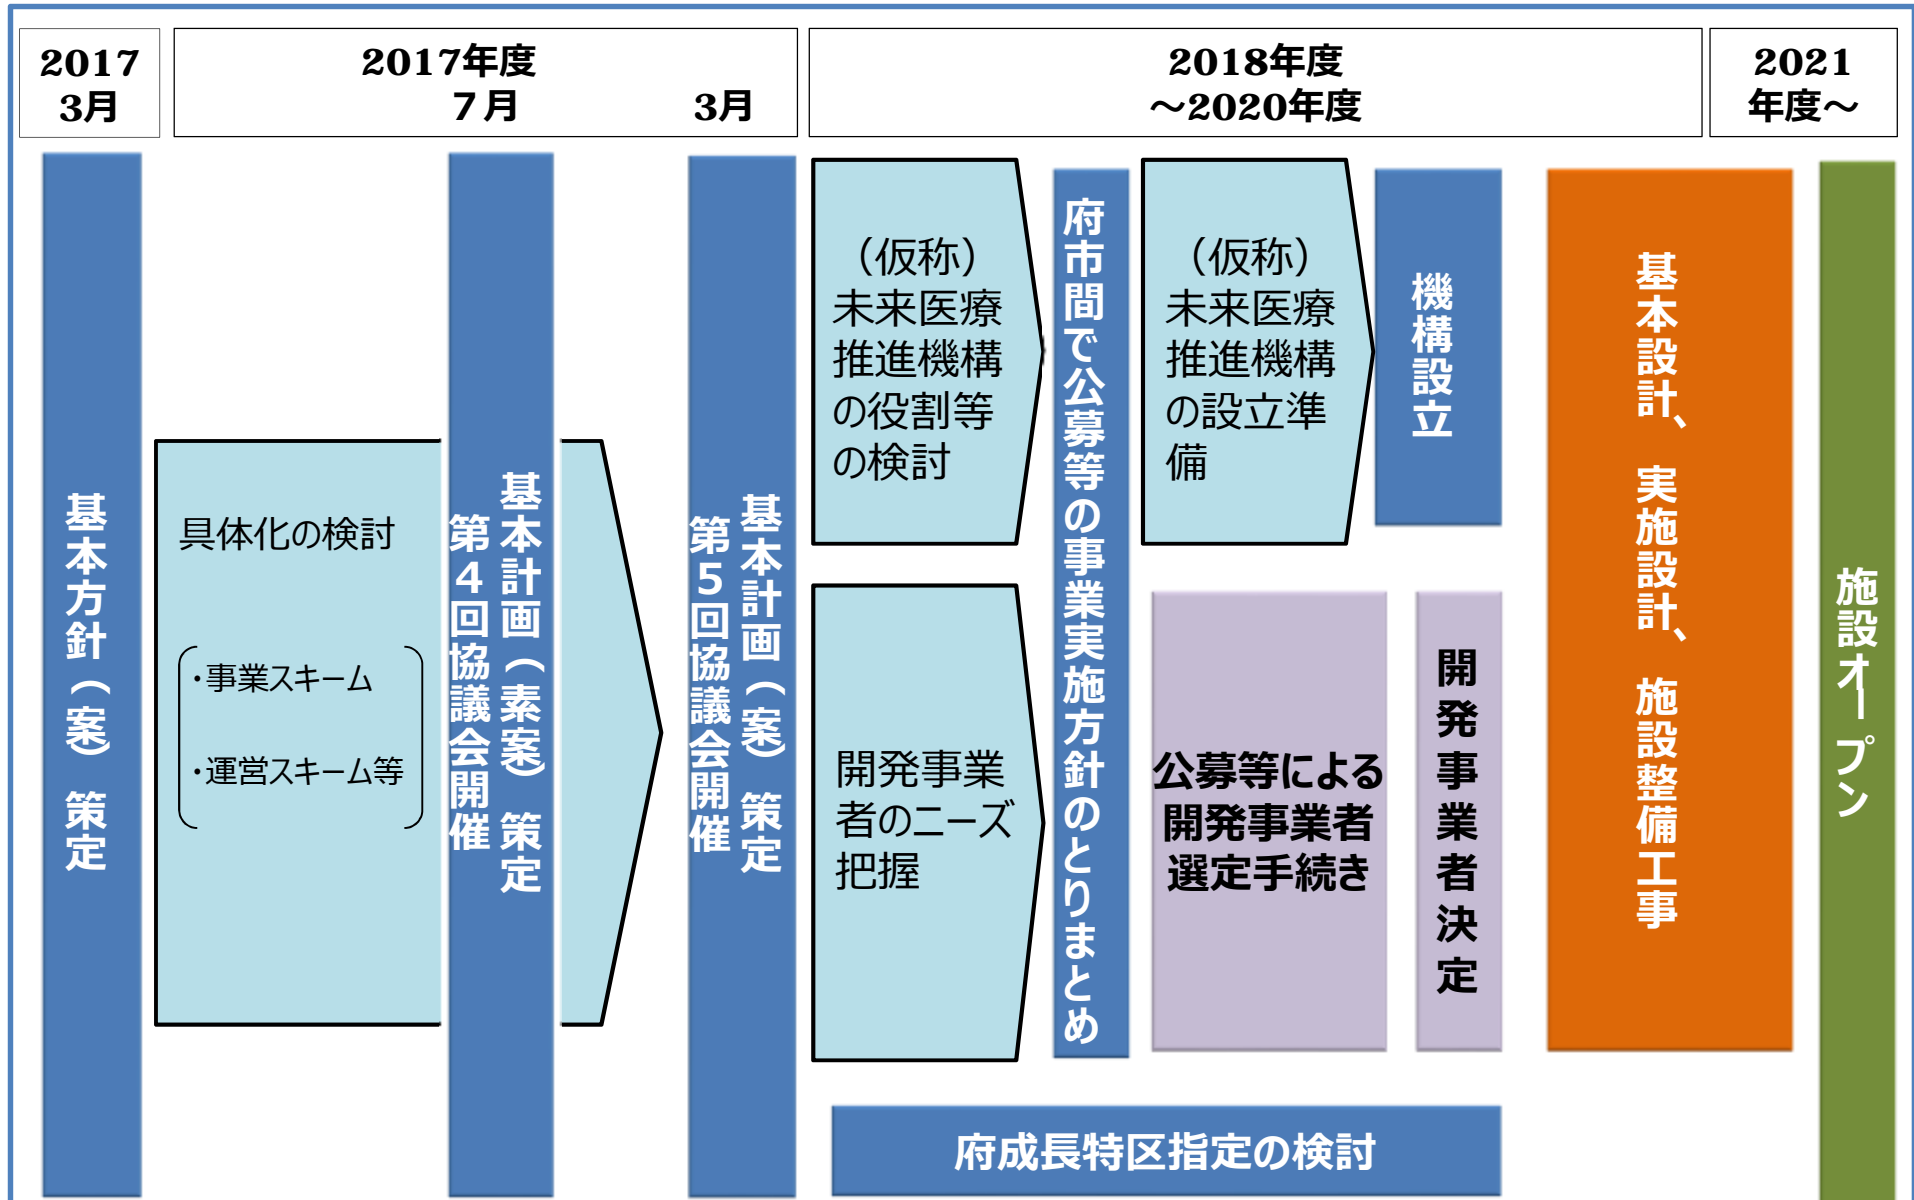 2017
3月
2017年度
７月
3月
2018年度
～2020年度
2021
年度～
基本方針（案）策定
具体化の検討
・事業スキーム
・運営スキーム等
基本計画（素案）策定
第４回協議会開催
基本計画（案）策定
第５回協議会開催
（仮称）
未来医療
推進機構
の役割等
の検討
開発事業
者のニーズ
把握
府市間で公募等の事業実施方針のとりまとめ
（仮称）
未来医療
推進機構
の設立準
備
機構設立
公募等による
開発事業者
選定手続き
開発事業者決定
基本設計、実施設計、施設整備工事
施設オープン
府成長特区指定の検討